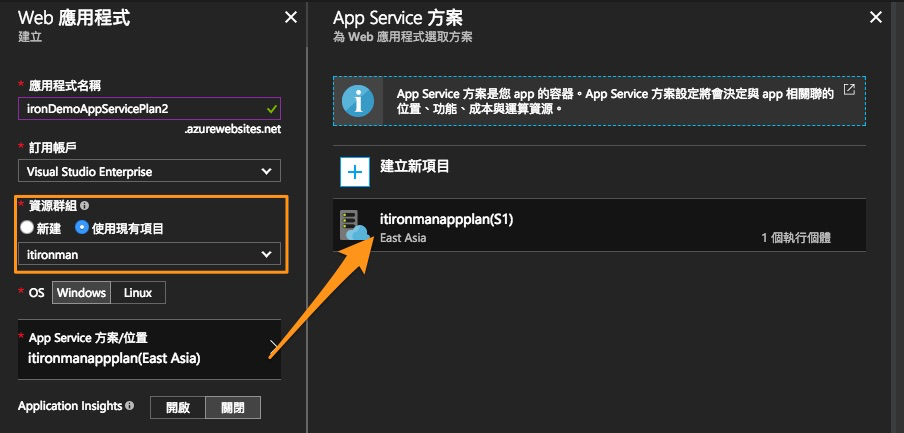 Web 應用程式
建立
* 應用程式名稱
ironDemoAppServicePlan2
.azurewebsites.net
* 訂用帳戶
Visual Studio Enterprise
* 資源群組
新建 使用現有項目
itironman
* OS Windows Linux
* App Service 方案/位置
itironmanappplan(East Asia)
Application Insights 開啟 關閉
App Service 方案
為 Web 應用程式選取方案
App Service 方案是您 app 的容器。App Service 方案設定將會決定與 app 相關聯的
位置、功能、成本與運算資源。
建立新項目
itironmanappplan(S1)
East Asia 1 個執行個體